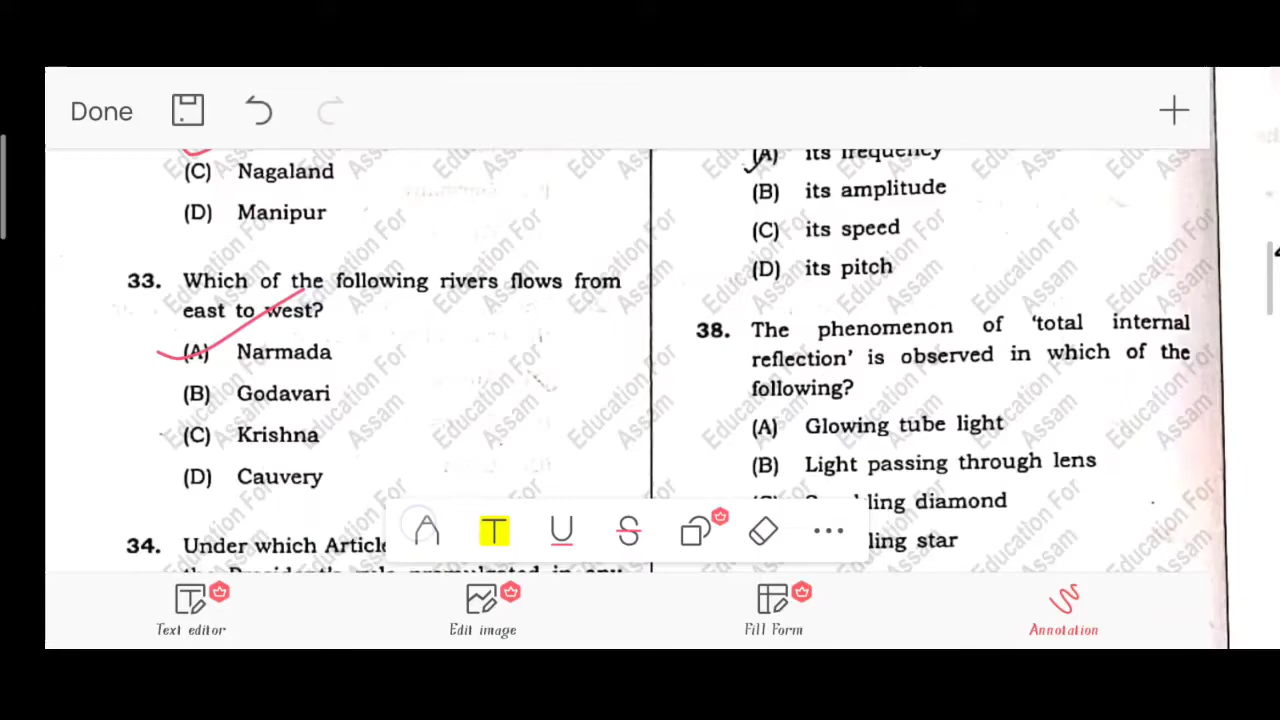 Done
(C) Nagaland
(D) Manipur
33. Which of the following rivers flows from
east to west?
(A) Narmada
(B) Godavari
(C) Krishna
(D) Cauvery
34. Under which Article
(A) its frequency
(B) its amplitude
(C) its speed
(D) its pitch
38. The phenomenon of 'total internal
reflection' is observed in which of the
following?
(A) Glowing tube light
(B) Light passing through lens
diamond
star
Education For
Assam
T
U
S
Text editor
Edit image
Fill Form
Annotation